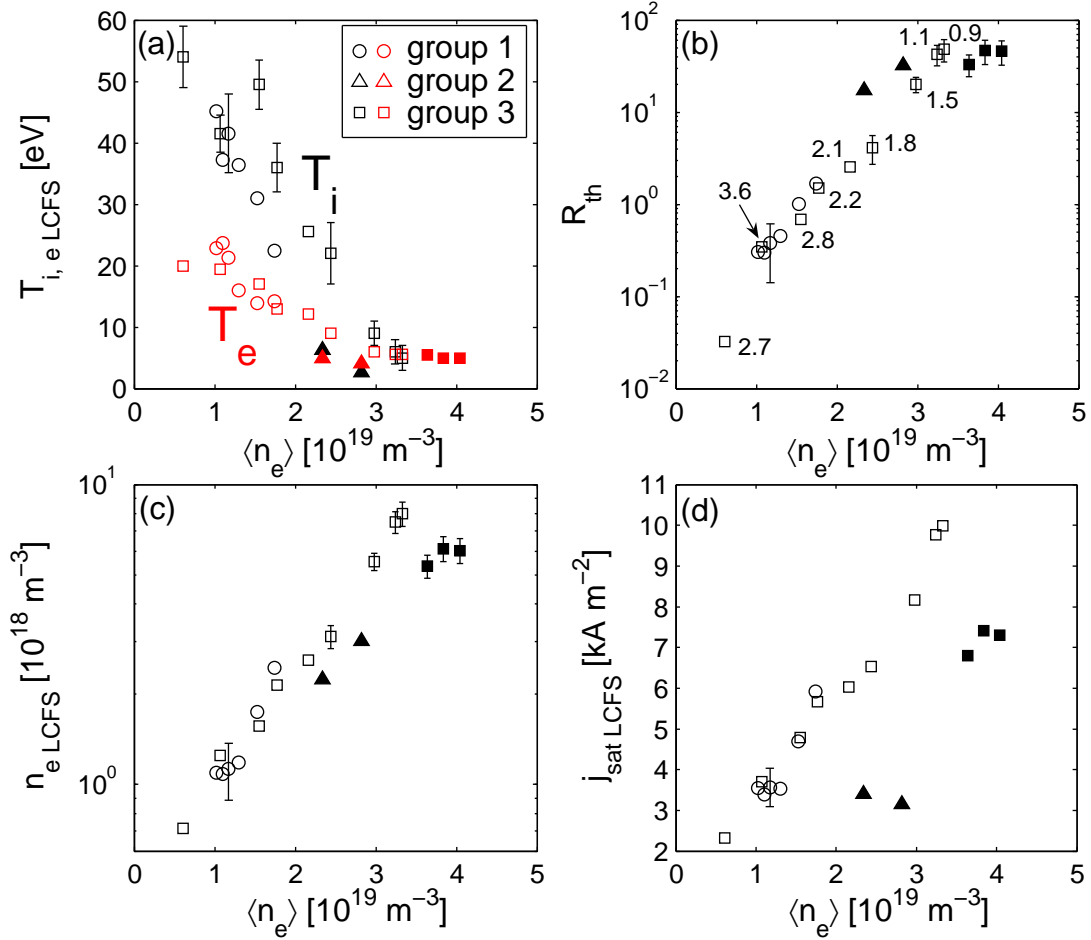 (a)
group 1
group 2
group 3
T_i
T_e
T_{i, e LCFS} [eV]
60
50
40
30
20
10
0
0 1 2 3 4 5
⟨n_e⟩ [10^{19} m^{−3}]
(b)
R_{th}
10^2
10^1
10^0
10^{−1}
10^{−2}
1.1 0.9
1.5
1.8
2.1
2.2
3.6
2.8
2.7
0 1 2 3 4 5
⟨n_e⟩ [10^{19} m^{−3}]
(c)
n_{e LCFS} [10^{18} m^{−3}]
10^1
10^0
0 1 2 3 4 5
⟨n_e⟩ [10^{19} m^{−3}]
(d)
j_{sat LCFS} [kA m^{−2}]
11
10
9
8
7
6
5
4
3
2
0 1 2 3 4 5
⟨n_e⟩ [10^{19} m^{−3}]